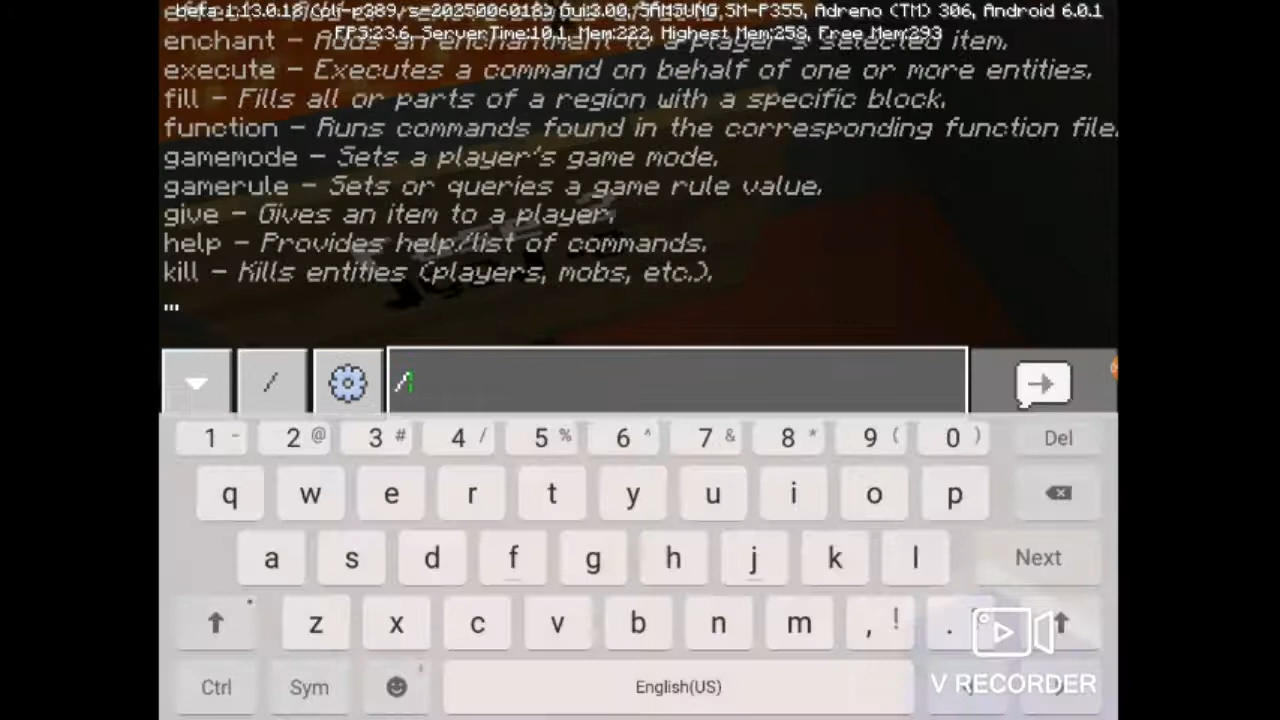 beta 1.13.0.18 Gui:3.00, SAMSUNG SM-P355, Adreno (TM) 306, Android 6.0.1
FPS:23.6, ServerTime:10.1, Mem:222, Highest Mem:258, Free Mem:293
enchant - Adds an enchantment to a player's selected item.
execute - Executes a command on behalf of one or more entities.
fill - Fills all or parts of a region with a specific block.
function - Runs commands found in the corresponding function file.
gamemode - Sets a player's game mode.
gamerule - Sets or queries a game rule value.
give - Gives an item to a player.
help - Provides help/list of commands.
kill - Kills entities (players, mobs, etc.).
...
/ /
1 - 2 @ 3 # 4 / 5 % 6 ^ 7 & 8 * 9 ( 0 ) Del
q w e r t y u i o p
a s d f g h j k l Next
z x c v b n m , ! .
Ctrl Sym English(US)
V RECORDER